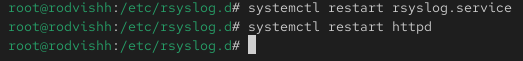 root@rodvishh:/etc/rsyslog.d# systemctl restart rsyslog.service
root@rodvishh:/etc/rsyslog.d# systemctl restart httpd
root@rodvishh:/etc/rsyslog.d#